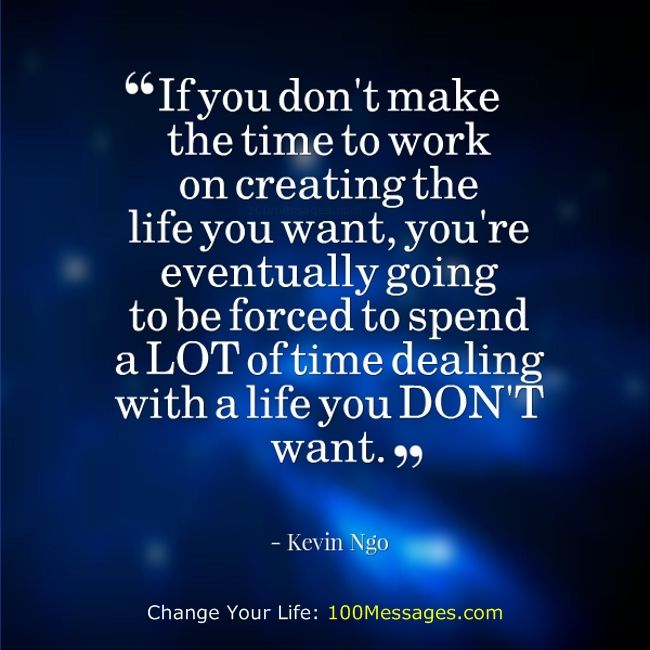 “If you don't make
the time to work
on creating the
life you want, you're
eventually going
to be forced to spend
a LOT of time dealing
with a life you DON'T
want.”
- Kevin Ngo
Change Your Life: 100Messages.com